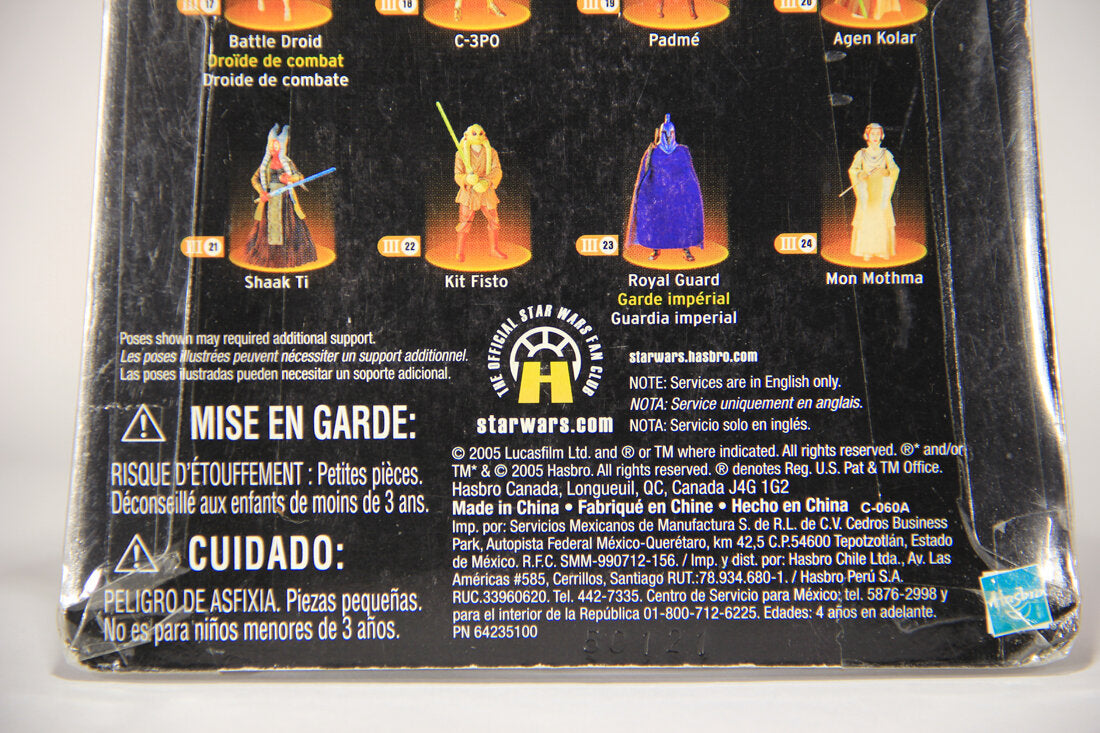 III 17
III 18
III 19
III 20
Battle Droid
Droïde de combat
Droide de combate
C-3PO
Padmé
Agen Kolar
III 21
Shaak Ti
III 22
Kit Fisto
III 23
Royal Guard
Garde impérial
Guardia imperial
III 24
Mon Mothma
Poses shown may required additional support.
Les poses illustrées peuvent nécessiter un support additionnel.
Las poses ilustradas pueden necesitar un soporte adicional.
THE OFFICIAL STAR WARS FAN CLUB
starwars.com
starwars.hasbro.com
NOTE: Services are in English only.
NOTA: Service uniquement en anglais.
NOTA: Servicio solo en inglés.
MISE EN GARDE:
RISQUE D'ÉTOUFFEMENT : Petites pièces.
Déconseillé aux enfants de moins de 3 ans.
CUIDADO:
PELIGRO DE ASFIXIA. Piezas pequeñas.
No es para niños menores de 3 años.
© 2005 Lucasfilm Ltd. and ® or TM where indicated. All rights reserved. ®* and/or
TM* & © 2005 Hasbro. All rights reserved. ® denotes Reg. U.S. Pat & TM Office.
Hasbro Canada, Longueuil, QC, Canada J4G 1G2
Made in China • Fabriqué en Chine • Hecho en China C-060A
Imp. por: Servicios Mexicanos de Manufactura S. de R.L. de C.V. Cedros Business
Park, Autopista Federal México-Querétaro, km 42,5 C.P.54600 Tepotzotlán, Estado
de México. R.F.C. SMM-990712-156. / Imp. y dist. por: Hasbro Chile Ltda., Av. Las
Américas #585, Cerrillos, Santiago RUT.:78.934.680-1. / Hasbro Perú S.A.
RUC.33960620. Tel. 442-7335. Centro de Servicio para México: tel. 5876-2998 y
para el interior de la República 01-800-712-6225. Edades: 4 años en adelante.
PN 64235100
50121
Hasbro